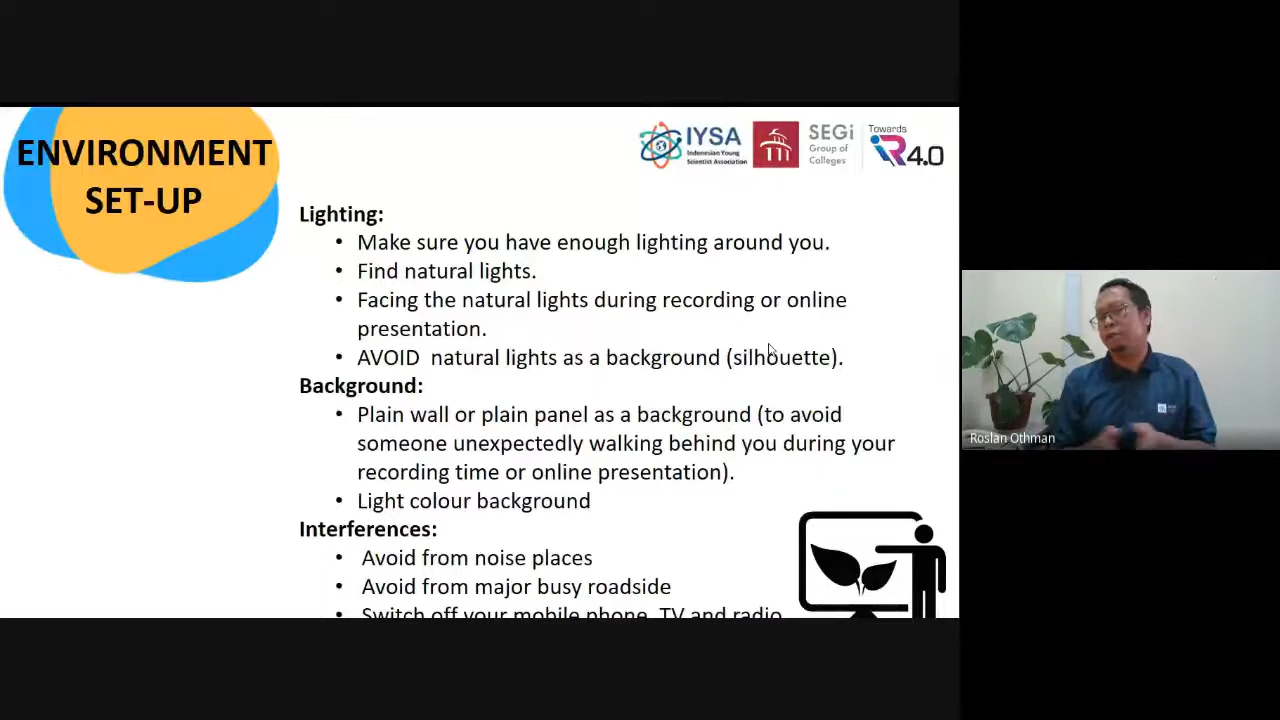 ENVIRONMENT
SET-UP
IYSA
Indonesian Young
Scientist Association
SEGi
Group of
Colleges
Towards
IR 4.0
Lighting:
• Make sure you have enough lighting around you.
• Find natural lights.
• Facing the natural lights during recording or online
presentation.
• AVOID natural lights as a background (silhouette).
Background:
• Plain wall or plain panel as a background (to avoid
someone unexpectedly walking behind you during your
recording time or online presentation).
• Light colour background
Interferences:
• Avoid from noise places
• Avoid from major busy roadside
• Switch off your mobile phone, TV and radio
Roslan Othman